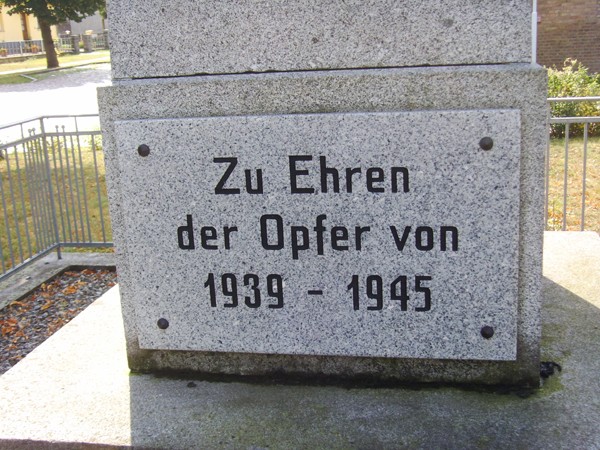 Zu Ehren
der Opfer von
1939 - 1945